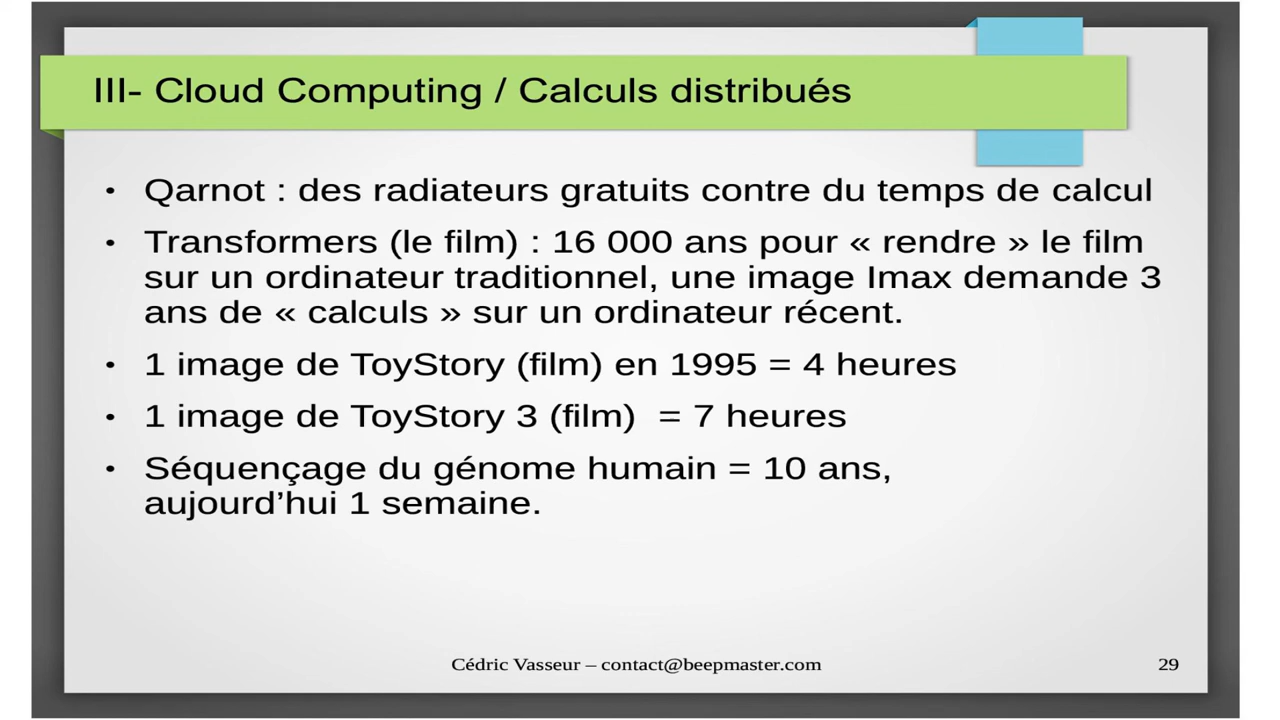 III- Cloud Computing / Calculs distribués
• Qarnot : des radiateurs gratuits contre du temps de calcul
• Transformers (le film) : 16 000 ans pour « rendre » le film
sur un ordinateur traditionnel, une image Imax demande 3
ans de « calculs » sur un ordinateur récent.
• 1 image de ToyStory (film) en 1995 = 4 heures
• 1 image de ToyStory 3 (film)  = 7 heures
• Séquençage du génome humain = 10 ans,
aujourd’hui 1 semaine.
Cédric Vasseur – contact@beepmaster.com
29